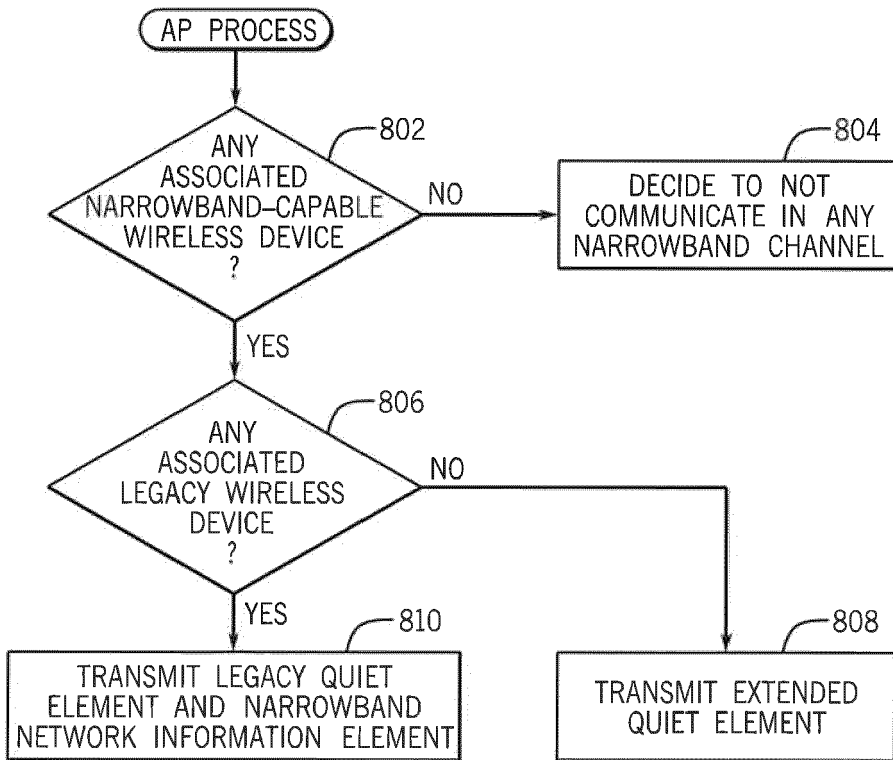 AP PROCESS
802
ANY
ASSOCIATED
NARROWBAND–CAPABLE
WIRELESS DEVICE
?
NO
804
DECIDE TO NOT
COMMUNICATE IN ANY
NARROWBAND CHANNEL
YES
806
ANY
ASSOCIATED
LEGACY WIRELESS
DEVICE
?
NO
YES
810
TRANSMIT LEGACY QUIET
ELEMENT AND NARROWBAND
NETWORK INFORMATION ELEMENT
808
TRANSMIT EXTENDED
QUIET ELEMENT